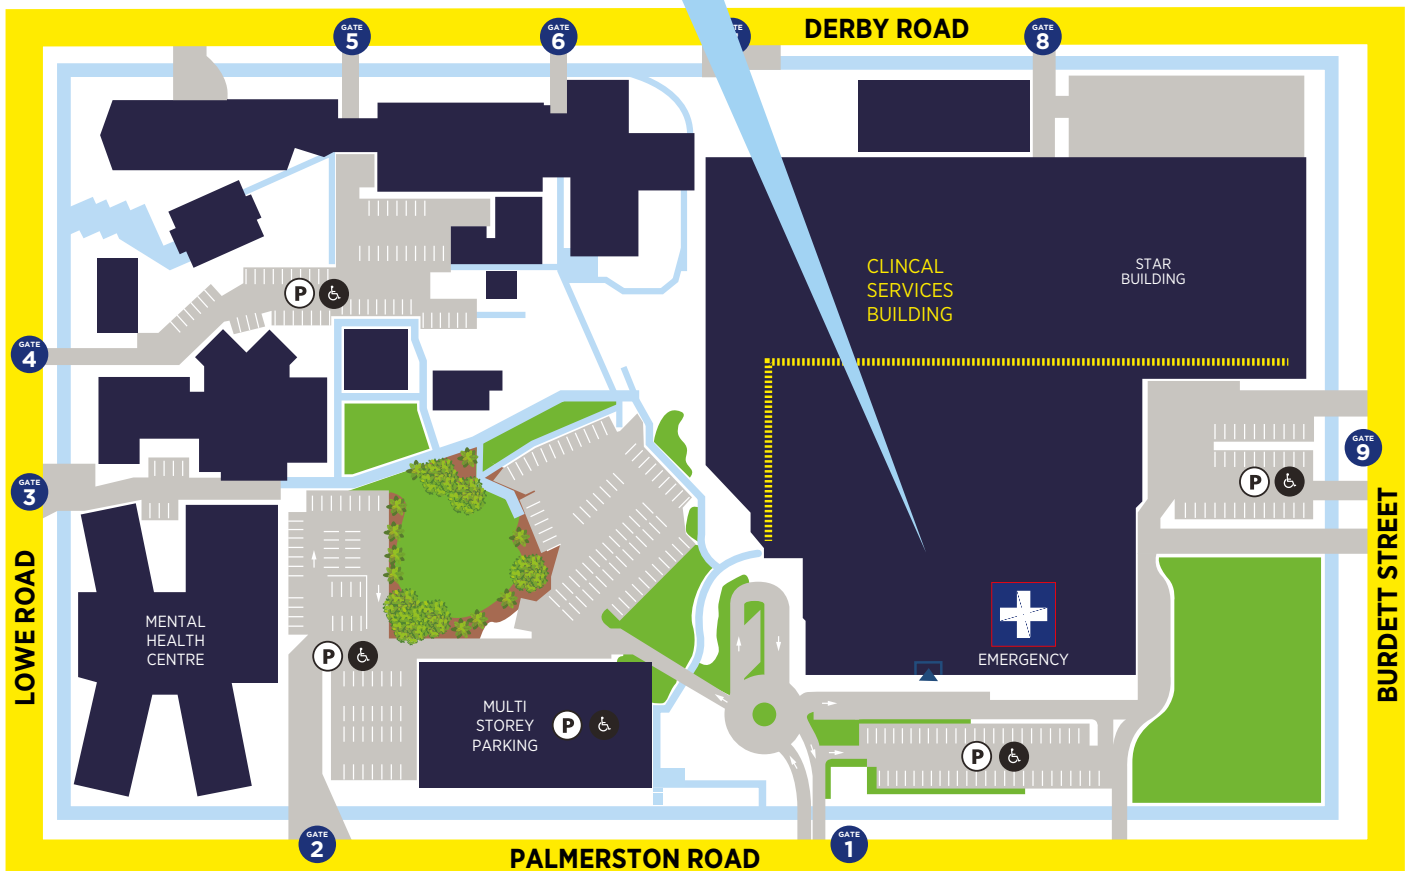 DERBY ROAD
GATE
5
GATE
6
GATE
8
CLINCAL
SERVICES
BUILDING
STAR
BUILDING
P
GATE
4
GATE
3
GATE
9
P
LOWE ROAD
BURDETT STREET
MENTAL
HEALTH
CENTRE
P
EMERGENCY
MULTI
STOREY
PARKING
P
P
GATE
2
GATE
1
PALMERSTON ROAD